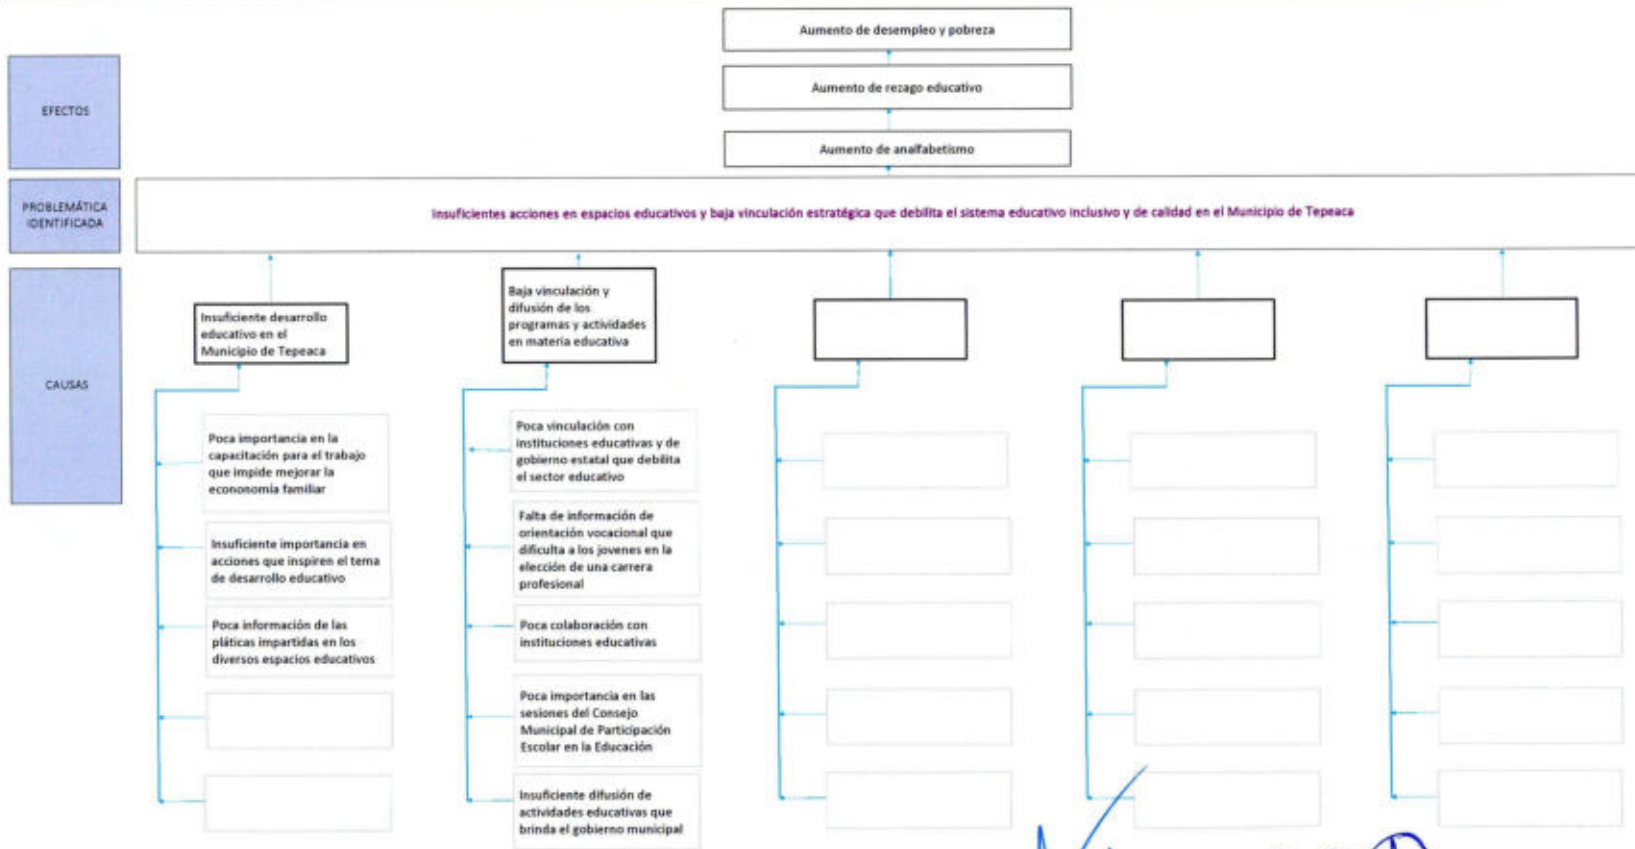 Aumento de desempleo y pobreza
Aumento de rezago educativo
EFECTOS
Aumento de analfabetismo
PROBLEMÁTICA
IDENTIFICADA
Insuficientes acciones en espacios educativos y baja vinculación estratégica que debilita el sistema educativo inclusivo y de calidad en el Municipio de Tepeaca
CAUSAS
Insuficiente desarrollo
educativo en el
Municipio de Tepeaca
Poca importancia en la
capacitación para el trabajo
que impide mejorar la
econonomía familiar
Insuficiente importancia en
acciones que inspiren el tema
de desarrollo educativo
Poca información de las
pláticas impartidas en los
diversos espacios educativos
Baja vinculación y
difusión de los
programas y actividades
en materia educativa
Poca vinculación con
instituciones educativas y de
gobierno estatal que debilita
el sector educativo
Falta de información de
orientación vocacional que
dificulta a los jovenes en la
elección de una carrera
profesional
Poca colaboración con
instituciones educativas
Poca importancia en las
sesiones del Consejo
Municipal de Participación
Escolar en la Educación
Insuficiente difusión de
actividades educativas que
brinda el gobierno municipal